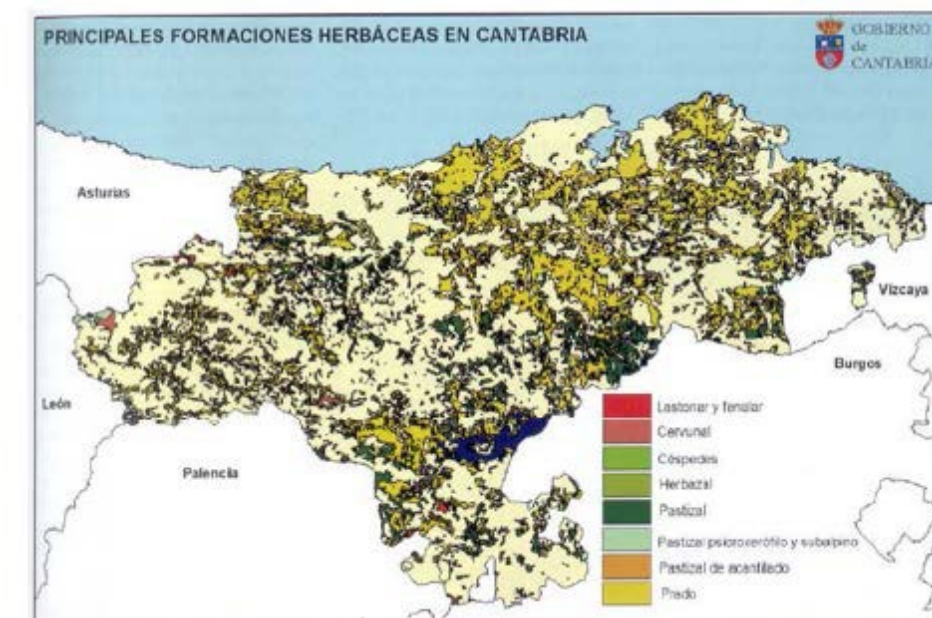 PRINCIPALES FORMACIONES HERBÁCEAS EN CANTABRIA
GOBIERNO
de
CANTABRIA
Asturias
Vizcaya
Burgos
León
Palencia
Lastonar y fenalar
Cervunal
Céspedes
Herbazal
Pastizal
Pastizal psicroxerófilo y subalpino
Pastizal de acantilado
Prado